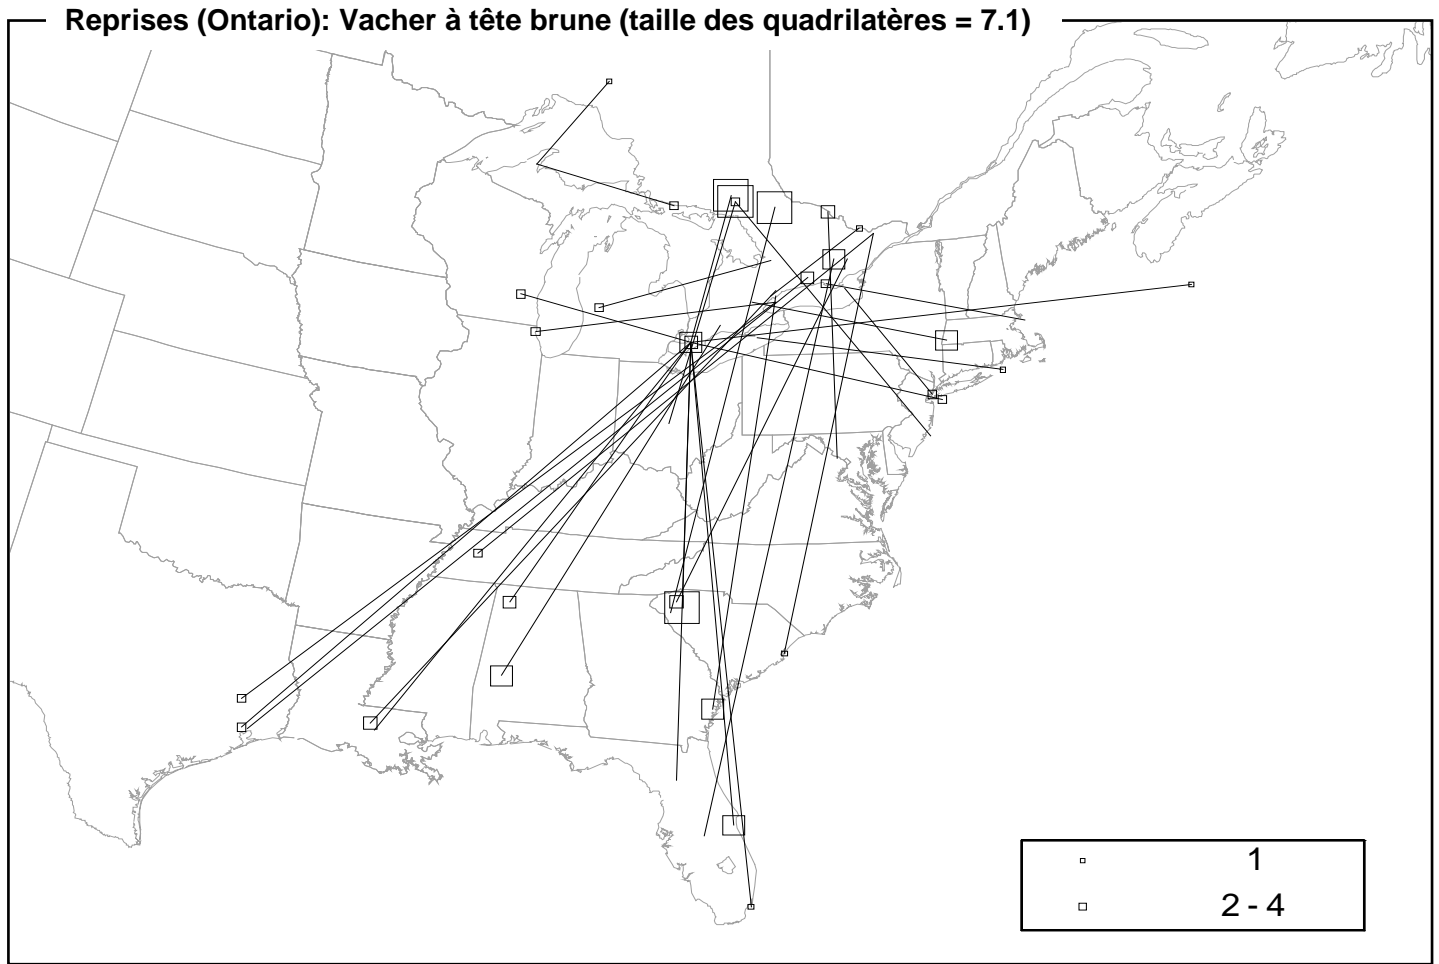 Reprises (Ontario): Vacher à tête brune (taille des quadrilatères = 7.1)
1
2 - 4